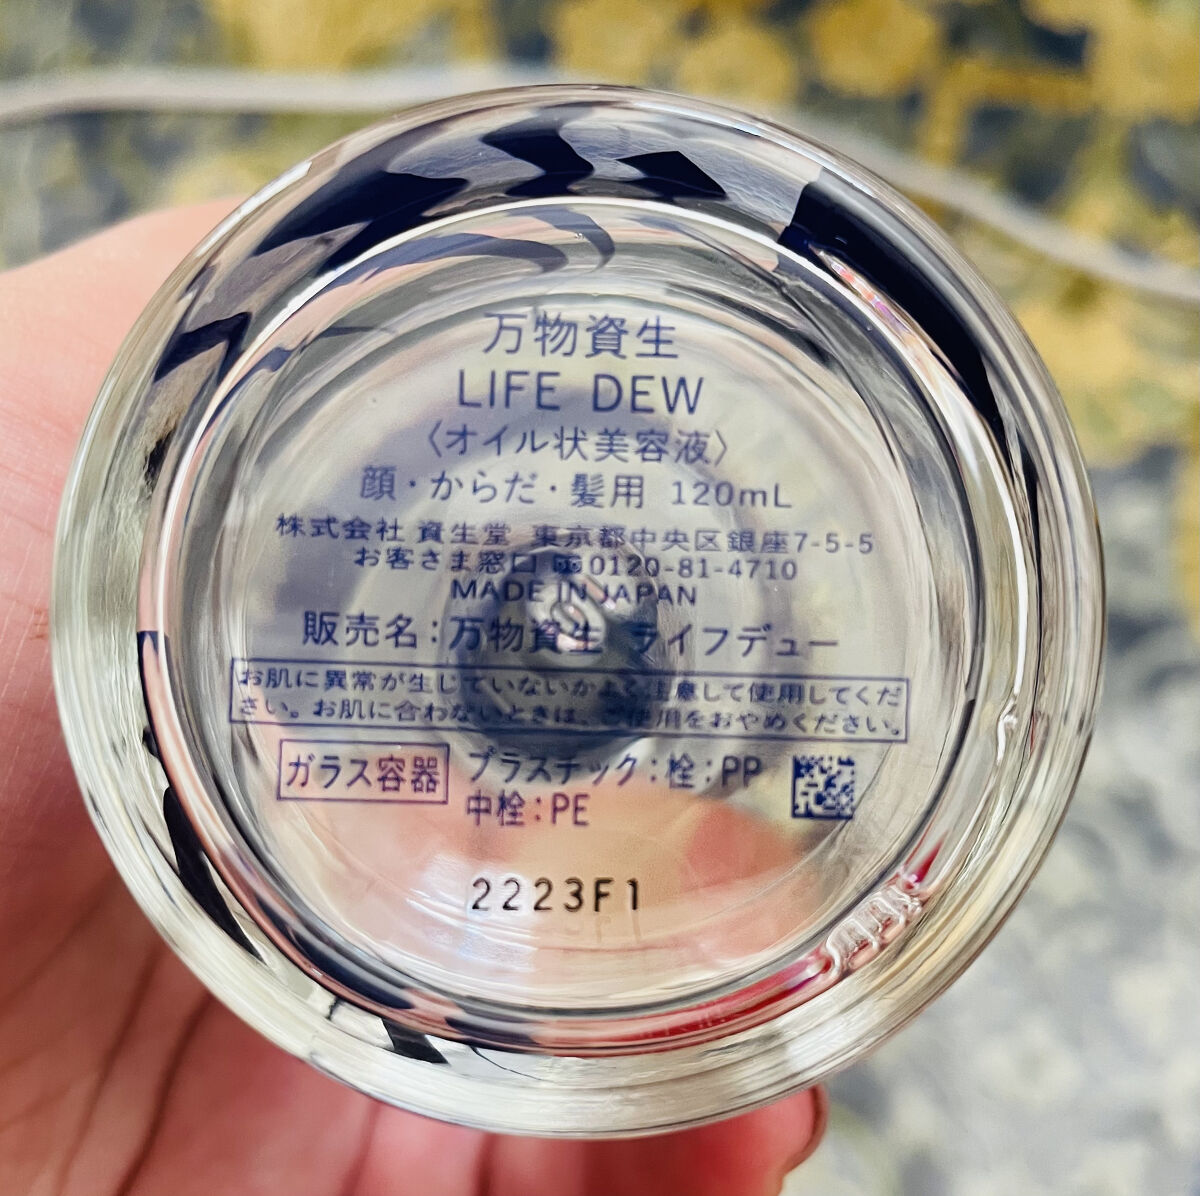 万物資生
LIFE DEW
〈オイル状美容液〉
顔・からだ・髪用 120mL
株式会社 資生堂 東京都中央区銀座7-5-5
お客さま窓口 0120-81-4710
MADE IN JAPAN
販売名:万物資生 ライフデュー
お肌に異常が生じていないかよく注意して使用してくだ
さい。お肌に合わないときは、ご使用をおやめください。
ガラス容器 プラスチック:栓:PP
中栓:PE
2223F1